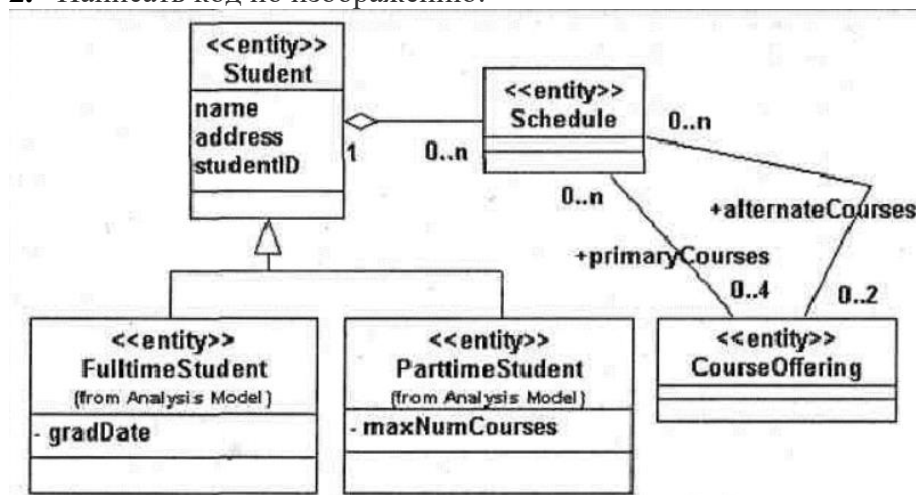 2. Написать код по изображению:
<<entity>>
Student
name
address
studentID
1
0..n
<<entity>>
Schedule
0..n
0..n
+alternateCourses
+primaryCourses
0..4
0..2
<<entity>>
FulltimeStudent
(from Analysis Model)
- gradDate
<<entity>>
ParttimeStudent
(from Analysis Model)
- maxNumCourses
<<entity>>
CourseOffering